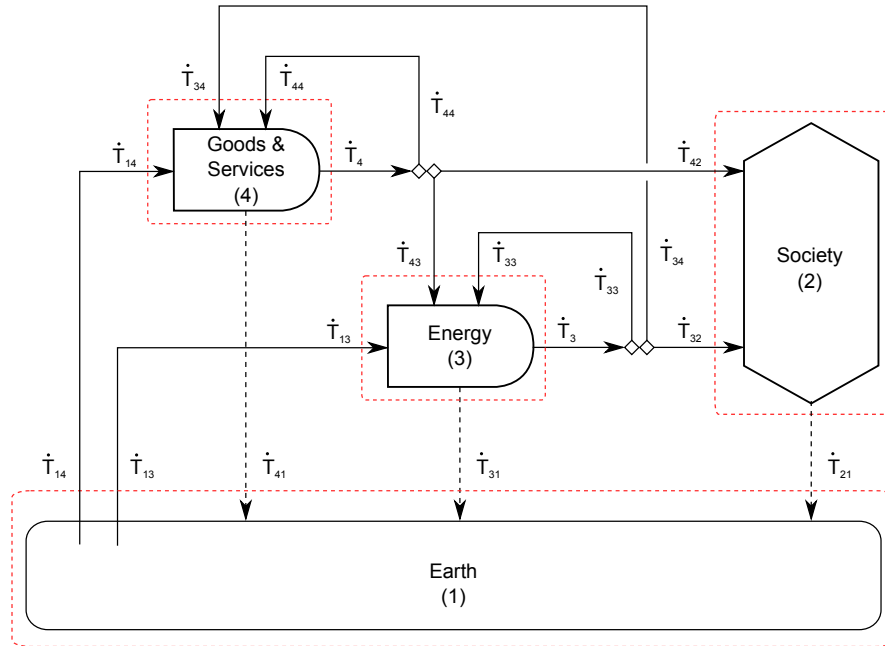 Ṫ34
Ṫ44
Ṫ44
Goods &
Services
(4)
Ṫ14
Ṫ4
Ṫ42
Ṫ43
Ṫ33
Ṫ33
Ṫ34
Society
(2)
Energy
(3)
Ṫ13
Ṫ3
Ṫ32
Ṫ14
Ṫ13
Ṫ41
Ṫ31
Ṫ21
Earth
(1)